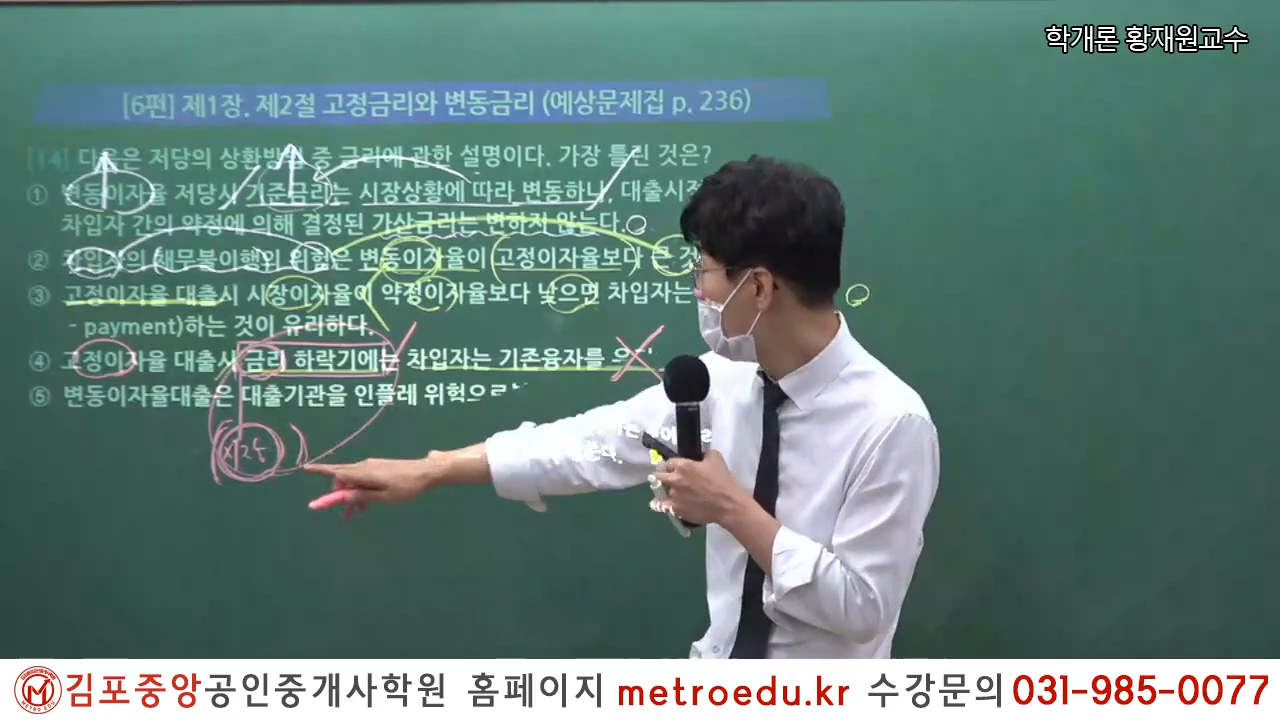 학개론 황재원교수
[6편] 제1장. 제2절 고정금리와 변동금리 (예상문제집 p. 236)
[14] 다음은 저당의 상환방법 중 금리에 관한 설명이다. 가장 틀린 것은?
① 변동이자율 저당시 기준금리는 시장상황에 따라 변동하나, 대출시점
차입자 간의 약정에 의해 결정된 가산금리는 변하지 않는다.
② 차입자의 채무불이행의 위험은 변동이자율이 고정이자율보다 큰
③ 고정이자율 대출시 시장이자율이 약정이자율보다 낮으면 차입자는
- payment)하는 것이 유리하다.
④ 고정이자율 대출시 금리 하락기에는 차입자는 기존융자를
⑤ 변동이자율대출은 대출기관을 인플레 위험으로부
METRO EDU
김포중앙공인중개사학원 홈페이지 metroedu.kr 수강문의 031-985-0077